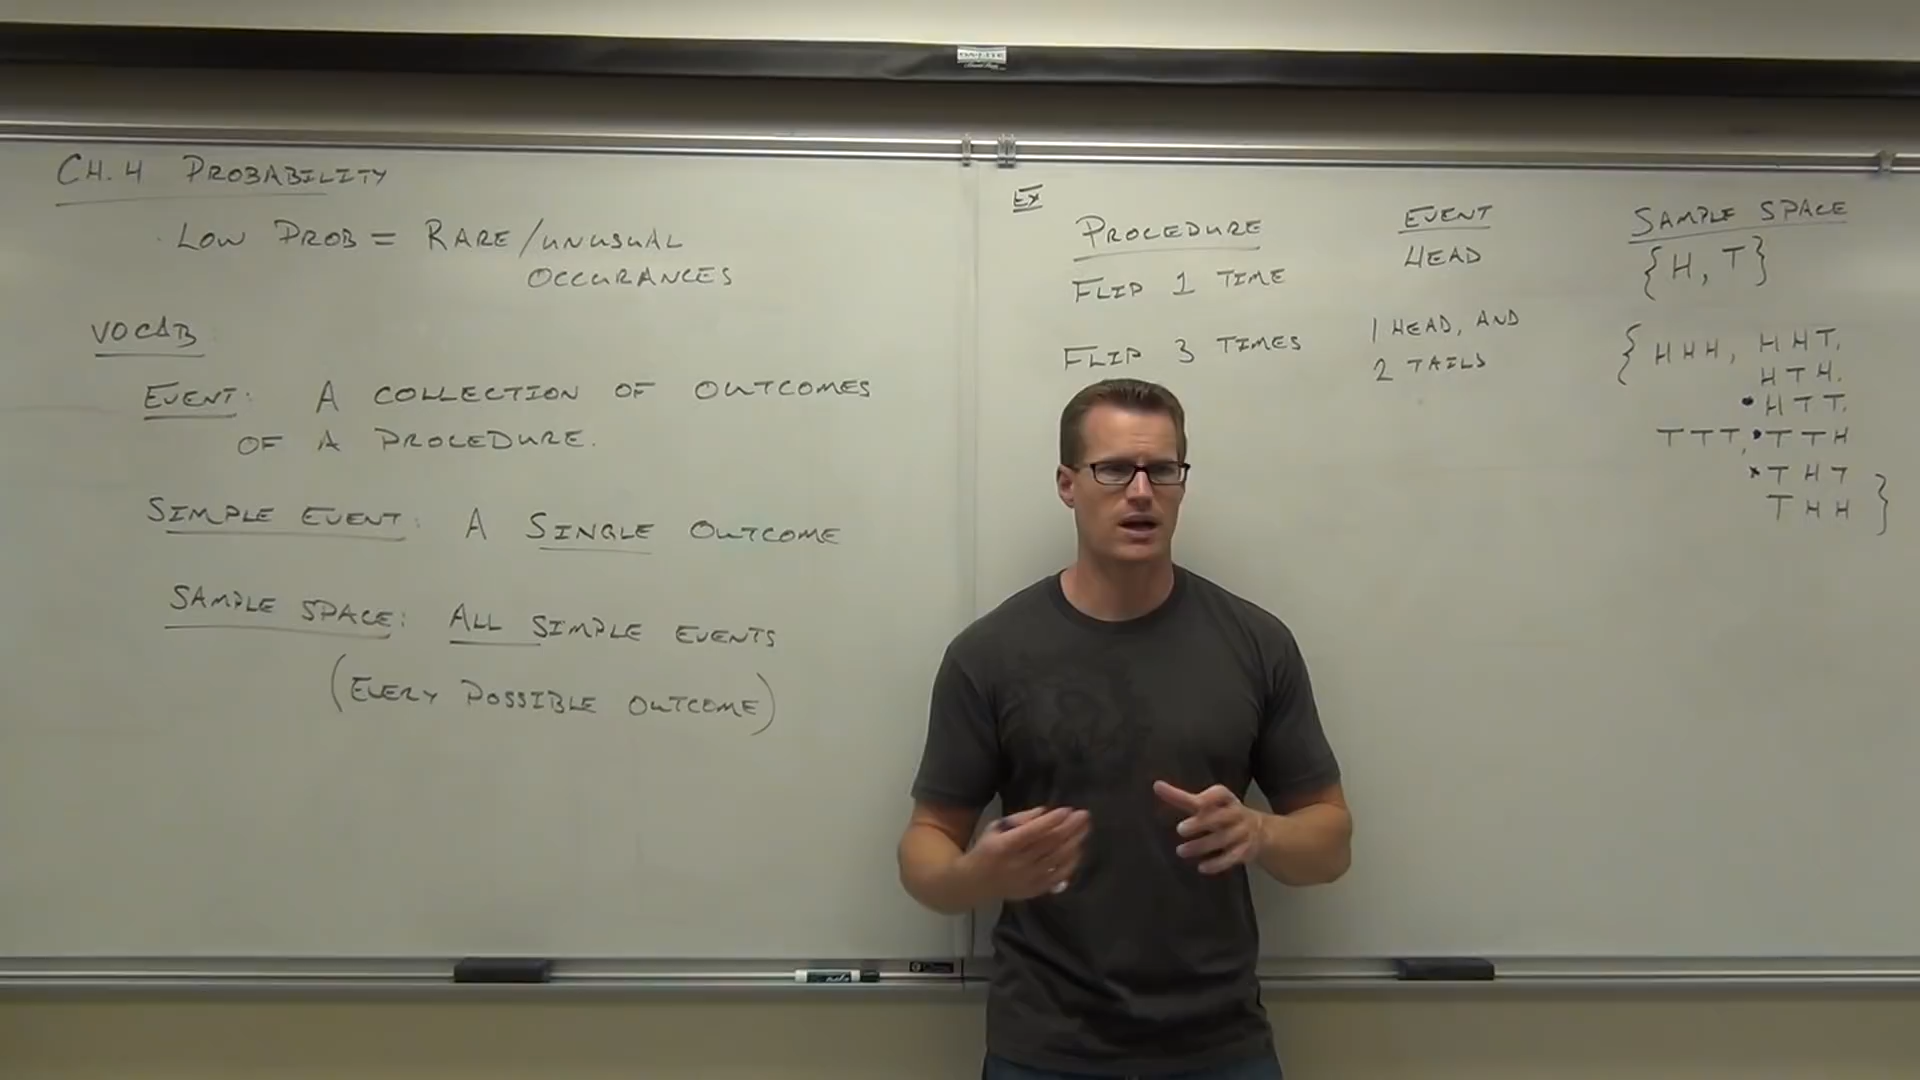 CH. 4 PROBABILITY
LOW PROB = RARE/UNUSUAL
OCCURANCES
VOCAB
EVENT: A COLLECTION OF OUTCOMES
OF A PROCEDURE.
SIMPLE EVENT: A SINGLE OUTCOME
SAMPLE SPACE: ALL SIMPLE EVENTS
(EVERY POSSIBLE OUTCOME)
EX
PROCEDURE
FLIP 1 TIME
FLIP 3 TIMES
EVENT
HEAD
1 HEAD, AND
2 TAILS
SAMPLE SPACE
{H, T}
{HHH, HHT,
HTH,
HTT,
TTT, TTH
THT
THH}